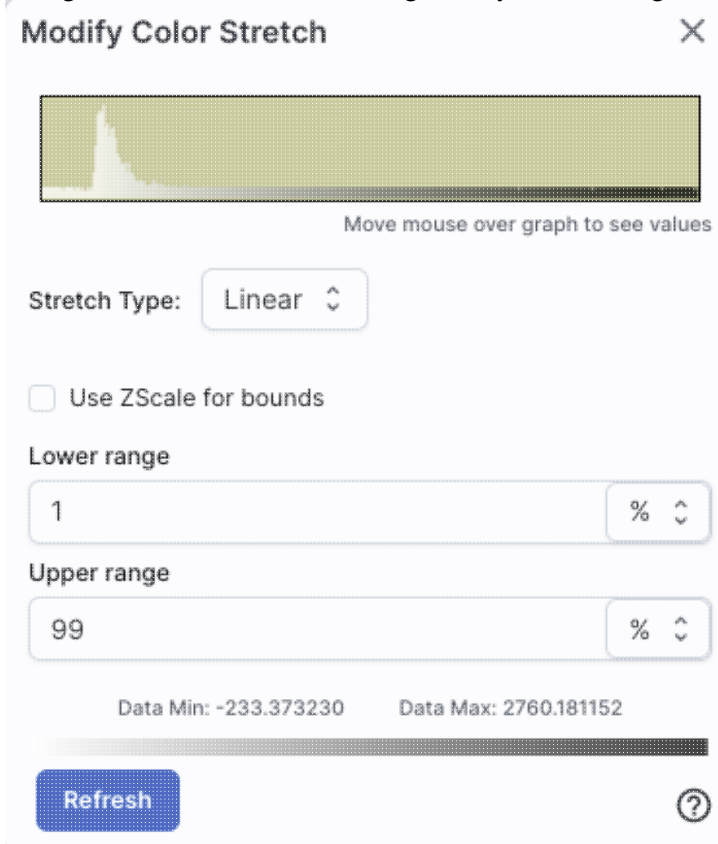 Modify Color Stretch
Move mouse over graph to see values
Stretch Type: Linear
Use ZScale for bounds
Lower range
1 %
Upper range
99 %
Data Min: -233.373230 Data Max: 2760.181152
Refresh